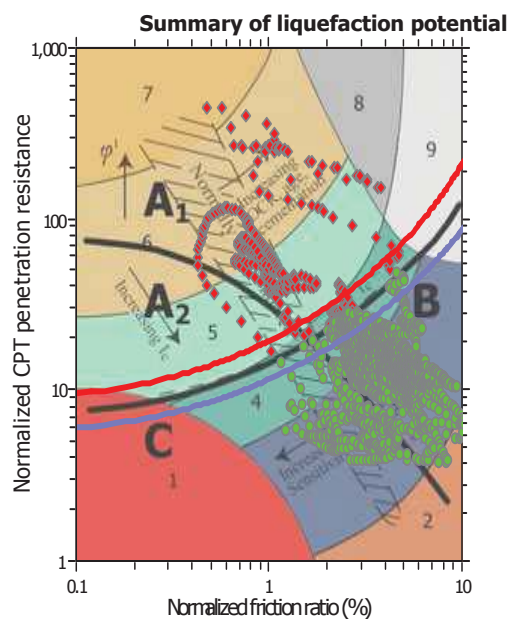 Summary of liquefaction potential
Normalized CPT penetration resistance
1,000
100
10
1
0.1
1
10
Normalized friction ratio (%)
7
8
9
φ'
A1
6
A2
5
B
4
C
1
2
Increasing Ic
Increasing